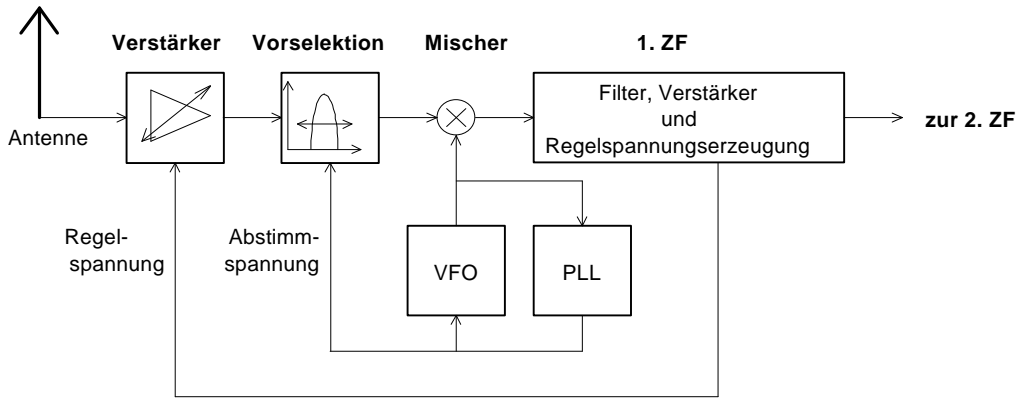 Verstärker
Vorselektion
Mischer
1. ZF
Filter, Verstärker
und
Regelspannungserzeugung
zur 2. ZF
Antenne
Regel-
spannung
Abstimm-
spannung
VFO
PLL